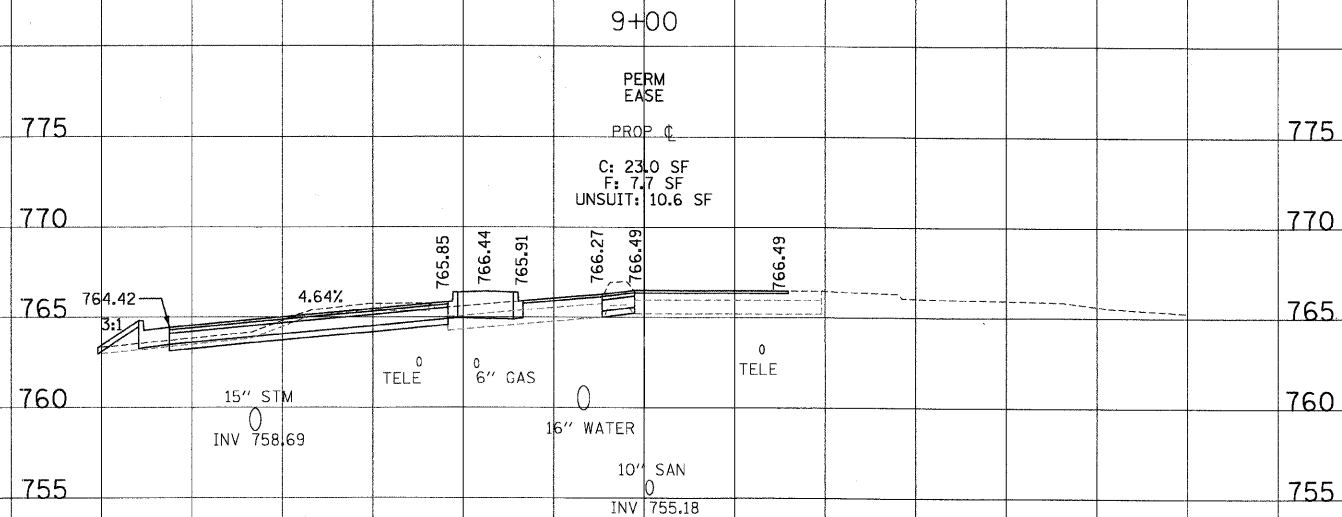 9+00
PERM
EASE
775 775
PROP ℄
C: 23.0 SF
F: 7.7 SF
UNSUIT: 10.6 SF
770 770
765.85 766.44 765.91 766.27 766.49 766.49
764.42 4.64%
765 3:1 765
TELE 6" GAS TELE
15" STM
760 760
INV 758.69 16" WATER
10" SAN
755 755
INV 755.18